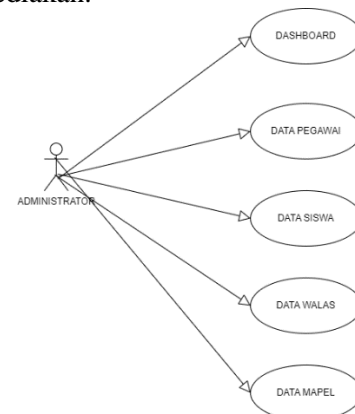 DASHBOARD
DATA PEGAWAI
ADMINISTRATOR
DATA SISWA
DATA WALAS
DATA MAPEL